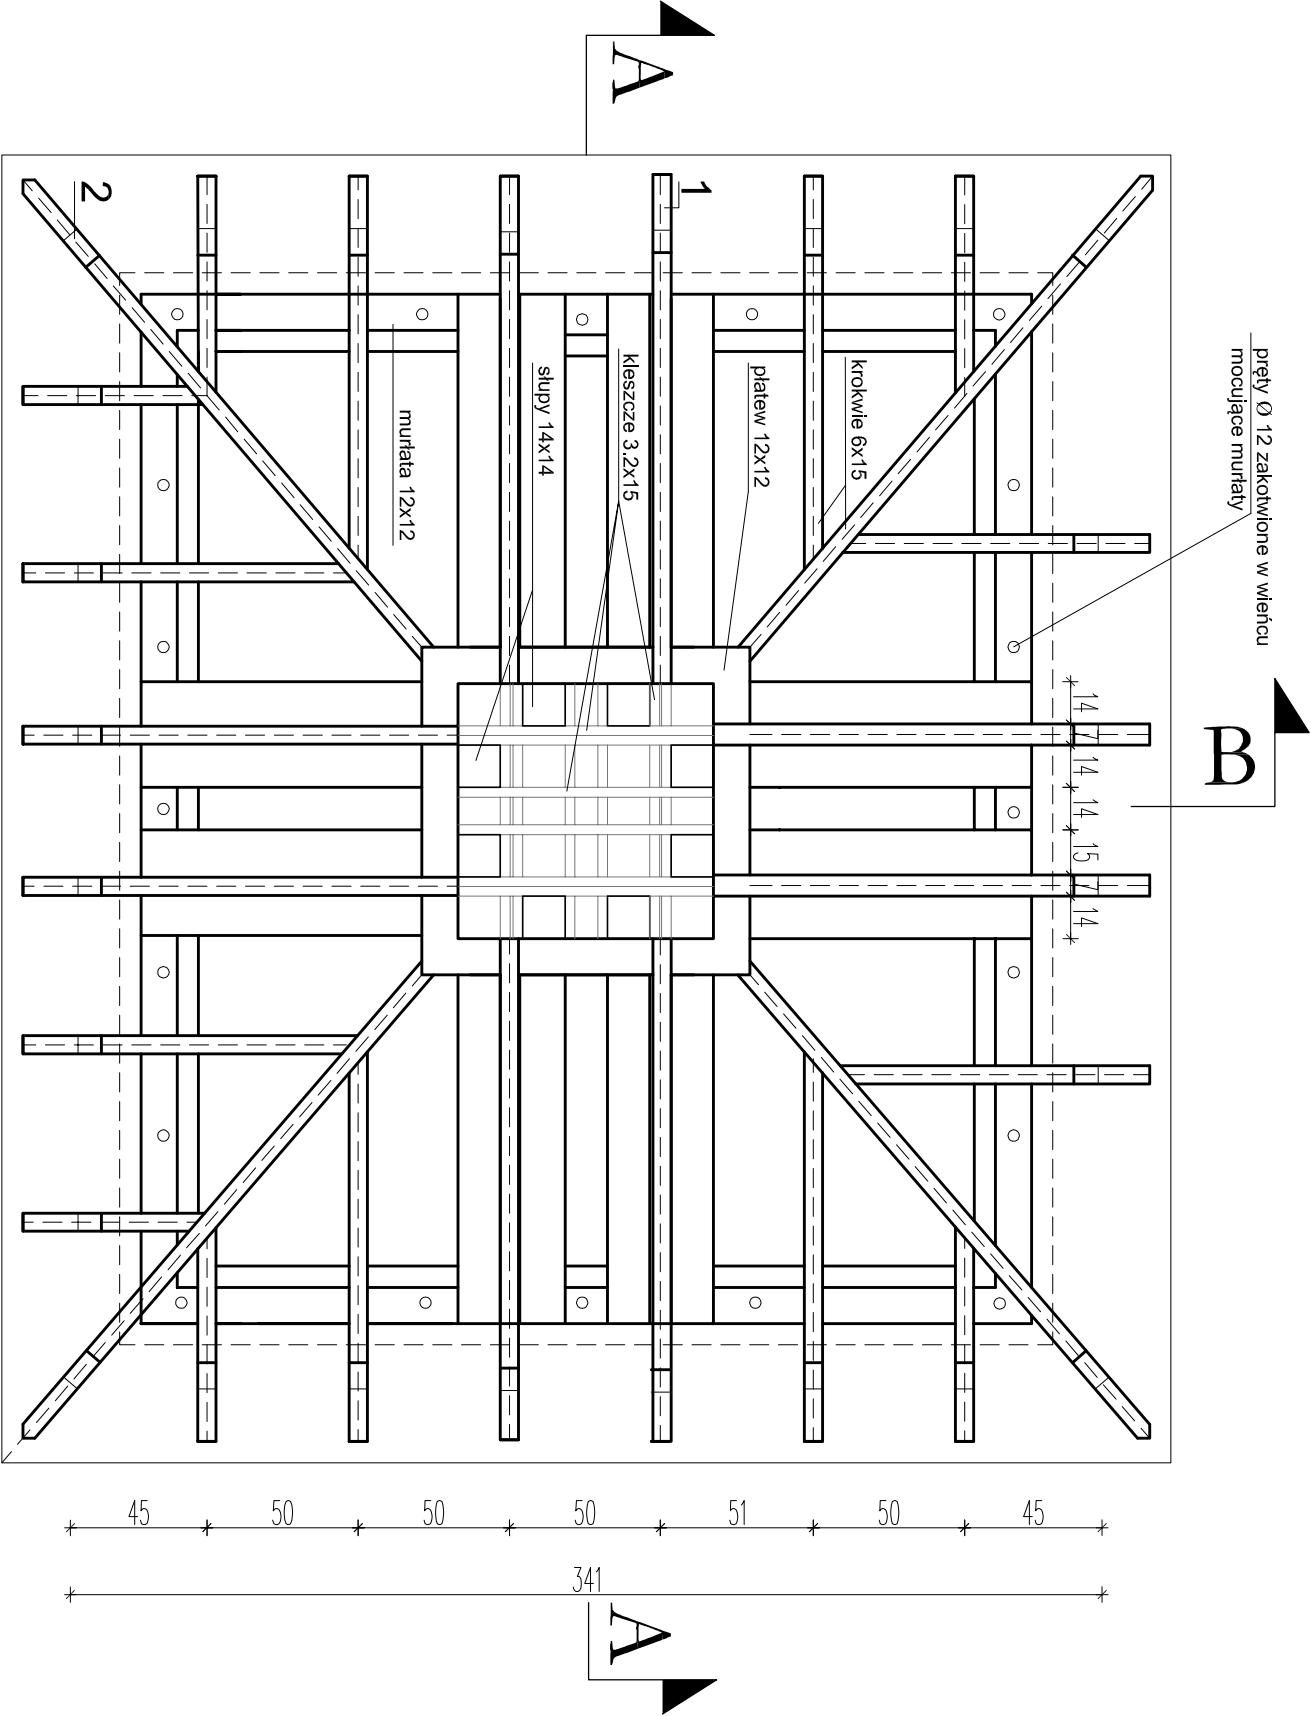 A
2
1
pręty Ø 12 zakotwione w wieńcu
mocujące murłaty
krokwie 6x15
płatew 12x12
kleszcze 3.2x15
słupy 14x14
murłata 12x12
B
14
7
14
14
15
7
14
45
50
50
50
51
50
45
341
A